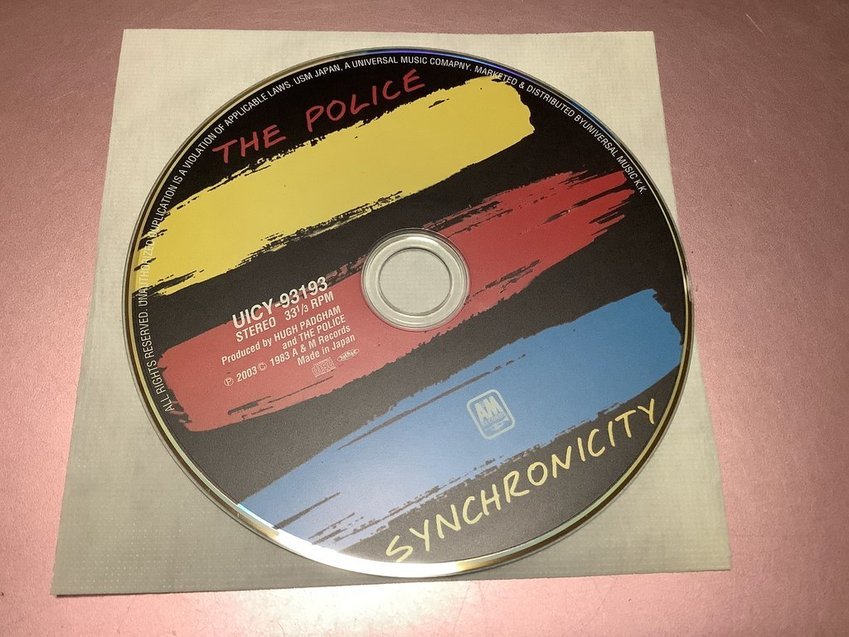 ALL RIGHTS RESERVED. UNAUTHORIZED DUPLICATION IS A VIOLATION OF APPLICABLE LAWS. USM JAPAN, A UNIVERSAL MUSIC COMAPNY. MARKETED & DISTRIBUTED BYUNIVERSAL MUSIC K.K.
THE POLICE
UICY-93193
STEREO 33 1/3 RPM
Produced by HUGH PADGHAM
and THE POLICE
℗ 2003 © 1983 A & M Records
Made in Japan
A&M
SYNCHRONICITY